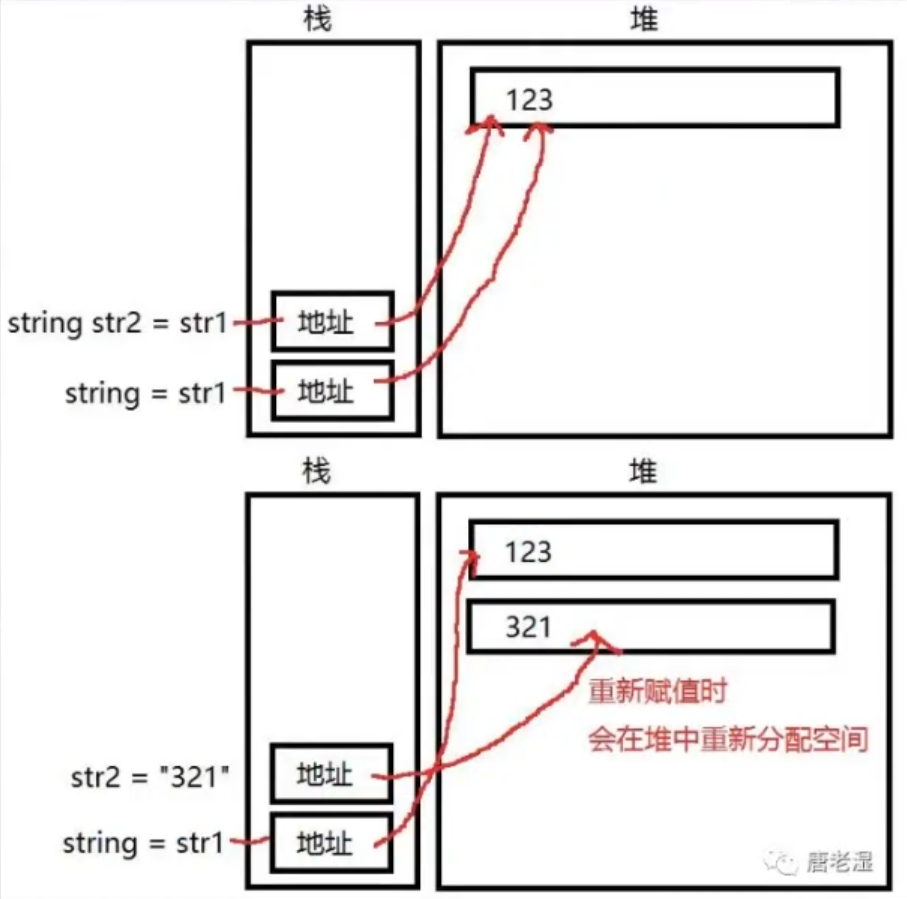 栈 堆
123
string str2 = str1 地址
string = str1 地址
栈 堆
123
321
重新赋值时
会在堆中重新分配空间
str2 = "321" 地址
string = str1 地址
唐老湿